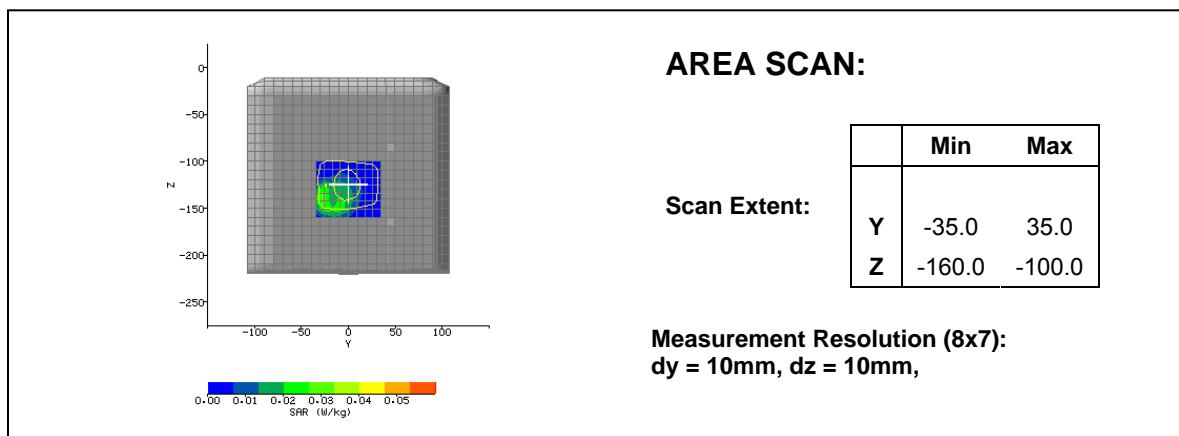 0
-50
-100
-150
-200
-250
Z
-100 -50 0 50 100
Y
0.00 0.01 0.02 0.03 0.04 0.05
SAR (W/kg)
AREA SCAN:
Min Max
Scan Extent:
Y -35.0 35.0
Z -160.0 -100.0
Measurement Resolution (8x7):
dy = 10mm, dz = 10mm,